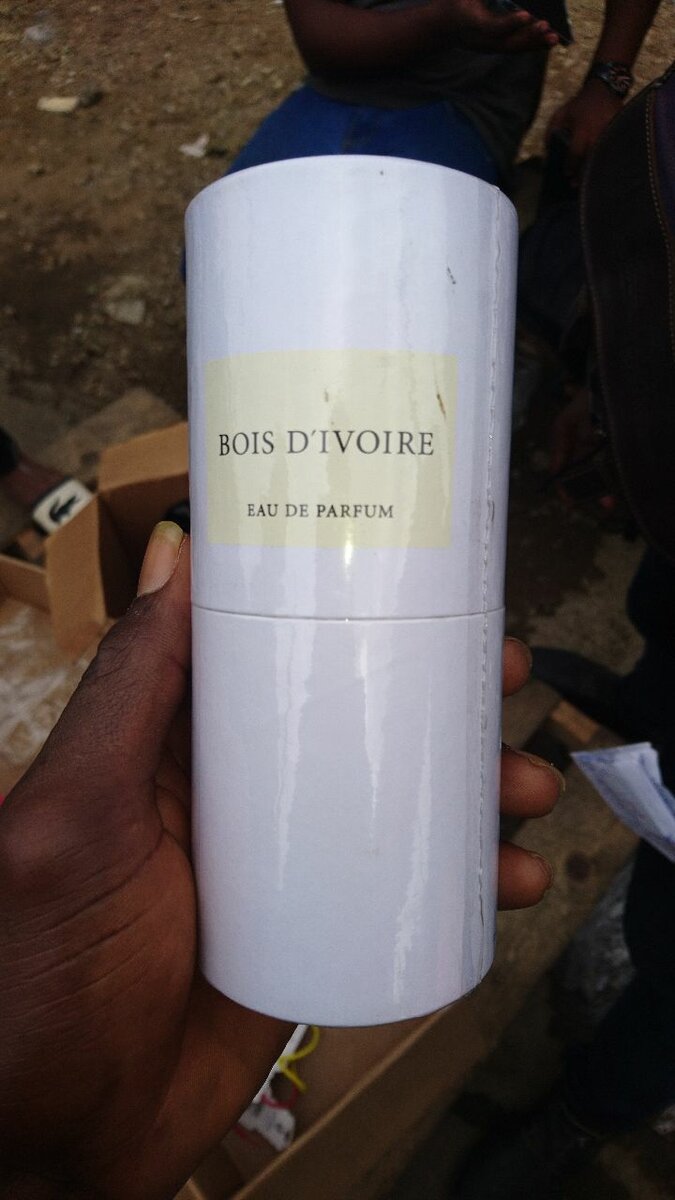 BOIS D´IVOIRE
EAU DE PARFUM